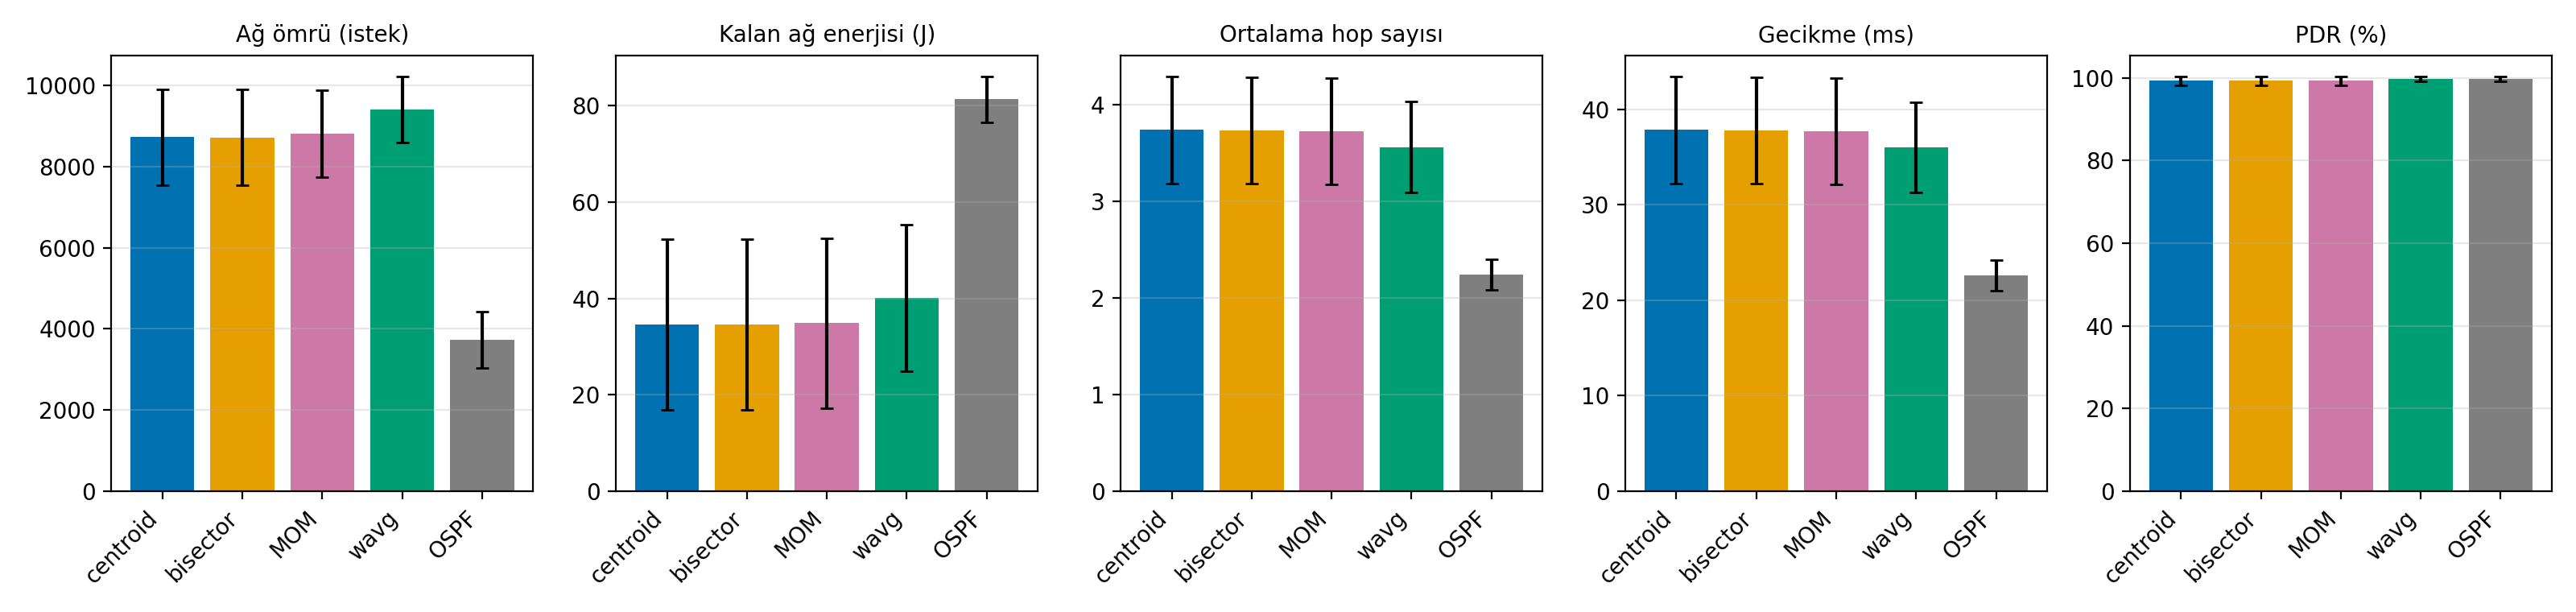 Ağ ömrü (istek)
10000
8000
6000
4000
2000
0
centroid
bisector
MOM
wavg
OSPF
Kalan ağ enerjisi (J)
80
60
40
20
0
centroid
bisector
MOM
wavg
OSPF
Ortalama hop sayısı
4
3
2
1
0
centroid
bisector
MOM
wavg
OSPF
Gecikme (ms)
40
30
20
10
0
centroid
bisector
MOM
wavg
OSPF
PDR (%)
100
80
60
40
20
0
centroid
bisector
MOM
wavg
OSPF